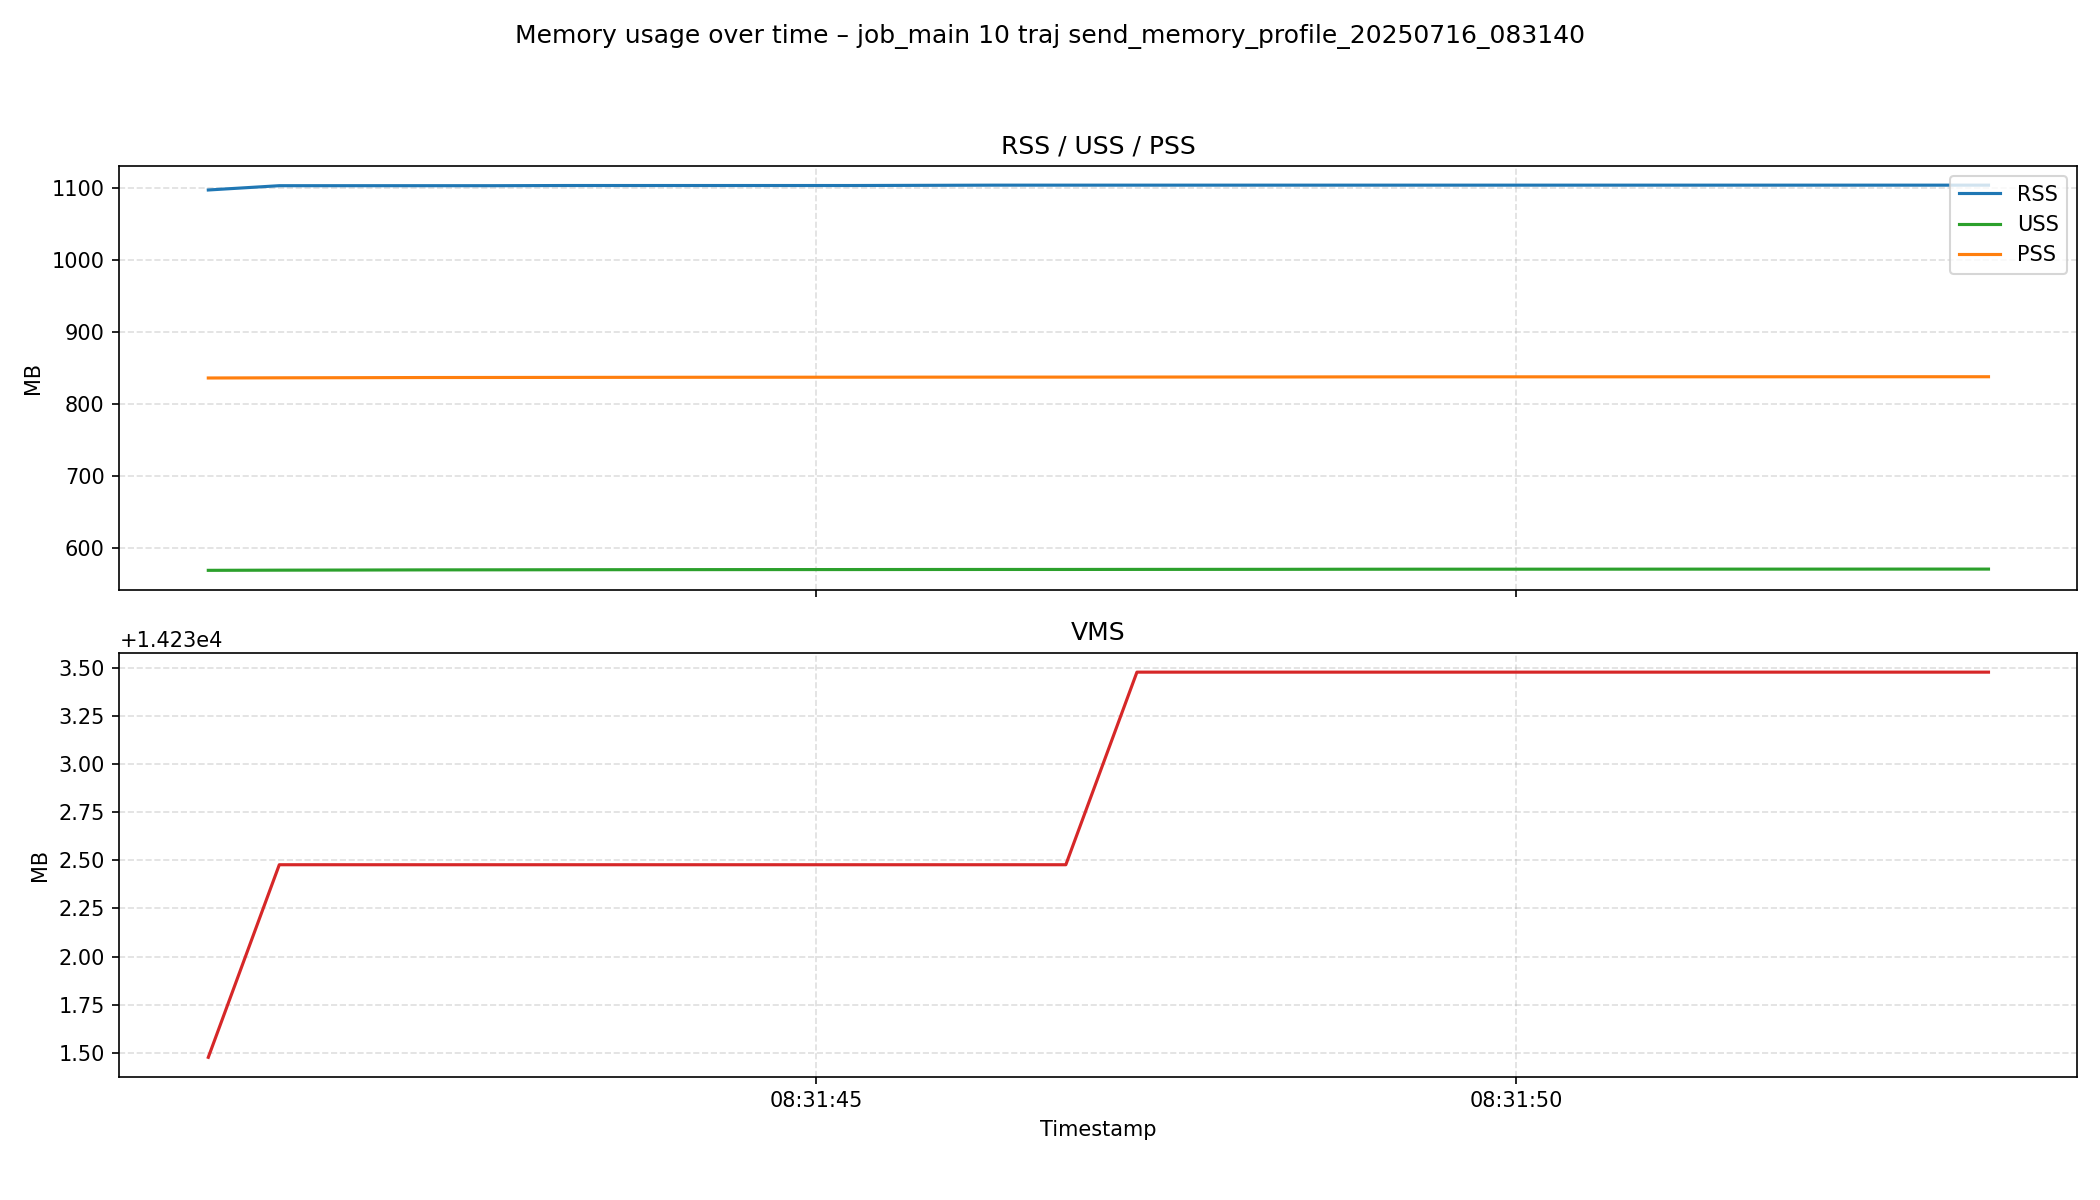 Memory usage over time – job_main 10 traj send_memory_profile_20250716_083140
RSS / USS / PSS
1100
1000
900
800
700
600
MB
RSS
USS
PSS
VMS
+1.423e4
3.50
3.25
3.00
2.75
2.50
2.25
2.00
1.75
1.50
MB
08:31:45
08:31:50
Timestamp